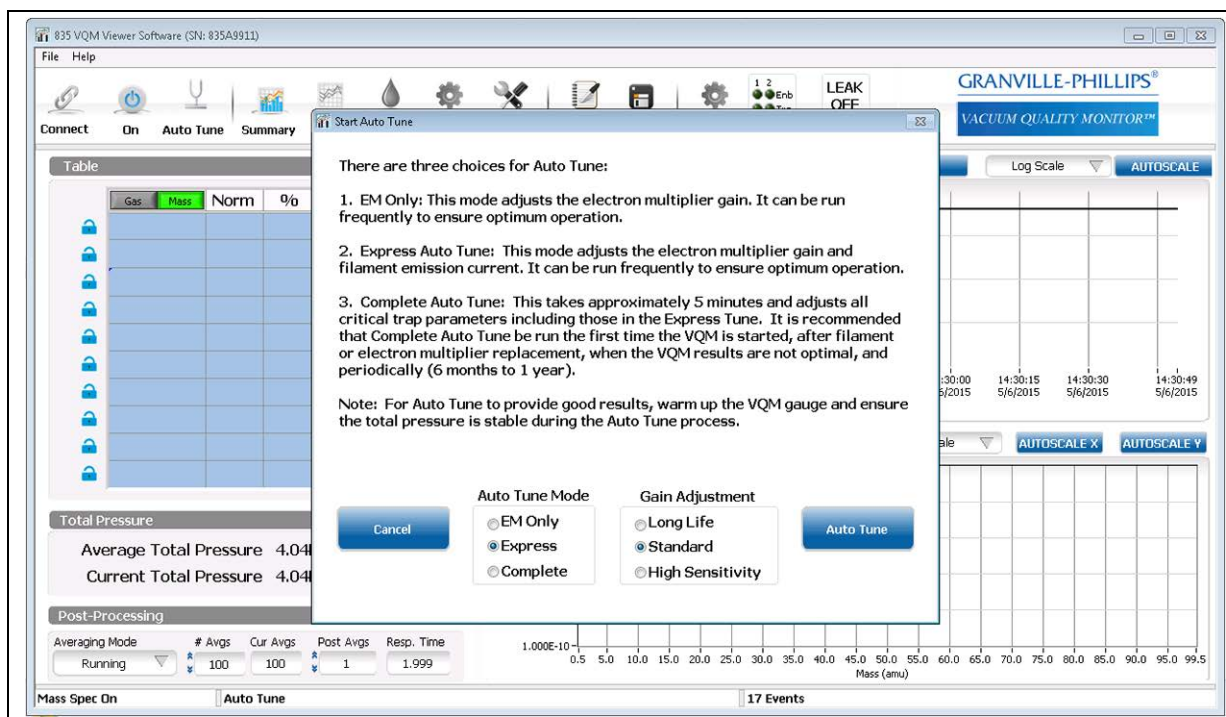 835 VQM Viewer Software (SN: 835A9911)
File Help
Connect On Auto Tune Summary
1 2
Enb
LEAK
OFF
GRANVILLE-PHILLIPS®
VACUUM QUALITY MONITOR™
Table
Gas Mass Norm %
Log Scale AUTOSCALE
:30:00 14:30:15 14:30:30 14:30:49
5/6/2015 5/6/2015 5/6/2015
AUTOSCALE X AUTOSCALE Y
Start Auto Tune
There are three choices for Auto Tune:
1. EM Only: This mode adjusts the electron multiplier gain. It can be run
frequently to ensure optimum operation.
2. Express Auto Tune: This mode adjusts the electron multiplier gain and
filament emission current. It can be run frequently to ensure optimum operation.
3. Complete Auto Tune: This takes approximately 5 minutes and adjusts all
critical trap parameters including those in the Express Tune. It is recommended
that Complete Auto Tune be run the first time the VQM is started, after filament
or electron multiplier replacement, when the VQM results are not optimal, and
periodically (6 months to 1 year).
Note: For Auto Tune to provide good results, warm up the VQM gauge and ensure
the total pressure is stable during the Auto Tune process.
Auto Tune Mode Gain Adjustment
Cancel
EM Only
Express
Complete
Long Life
Standard
High Sensitivity
Auto Tune
Total Pressure
Average Total Pressure 4.04
Current Total Pressure 4.04
Post-Processing
Averaging Mode # Avgs Cur Avgs Post Avgs Resp. Time
Running 100 100 1 1.999
1.000E-10
0.5 5.0 10.0 15.0 20.0 25.0 30.0 35.0 40.0 45.0 50.0 55.0 60.0 65.0 70.0 75.0 80.0 85.0 90.0 95.0 99.5
Mass (amu)
Mass Spec On Auto Tune 17 Events